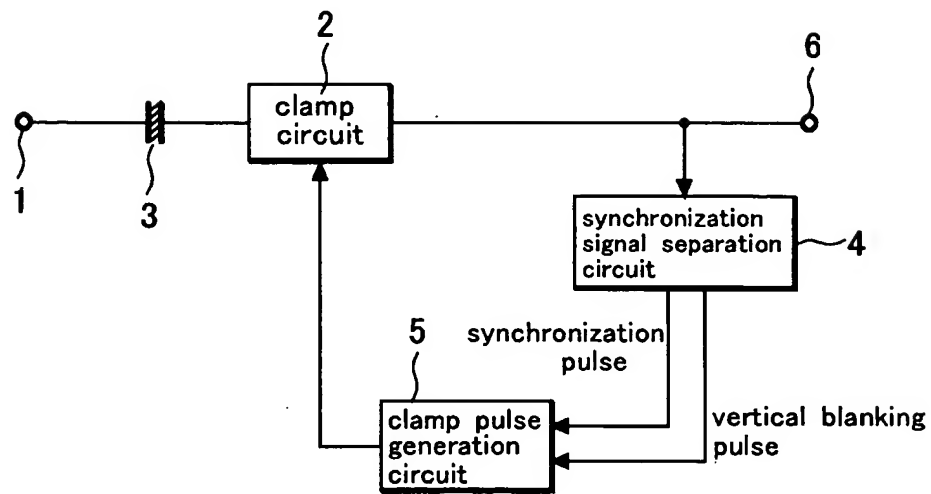 2
6
clamp
circuit
1
3
synchronization
signal separation
circuit
4
synchronization
pulse
5
clamp pulse
generation
circuit
vertical blanking
pulse